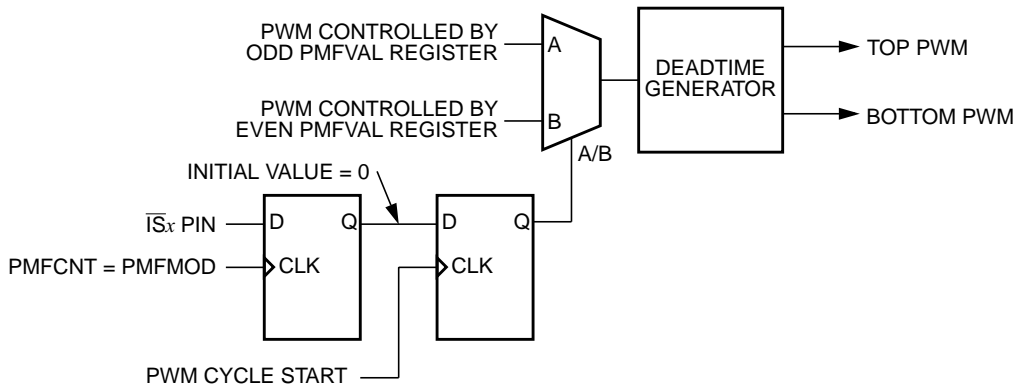 PWM CONTROLLED BY
ODD PMFVAL REGISTER
A
PWM CONTROLLED BY
EVEN PMFVAL REGISTER
B
A/B
DEADTIME
GENERATOR
TOP PWM
BOTTOM PWM
INITIAL VALUE = 0
I̅S̅x PIN
D
Q
D
Q
PMFCNT = PMFMOD
CLK
CLK
PWM CYCLE START